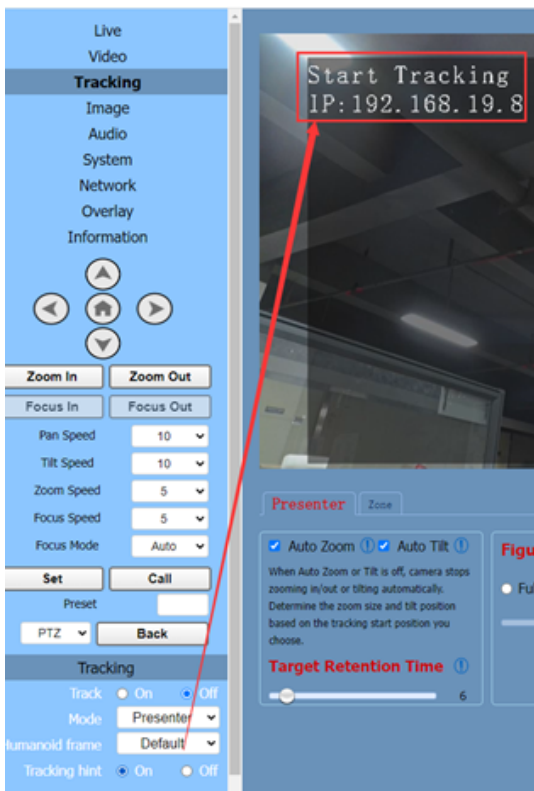 Live
Video
Tracking
Image
Audio
System
Network
Overlay
Information
Zoom In Zoom Out
Focus In Focus Out
Pan Speed 10
Tilt Speed 10
Zoom Speed 5
Focus Speed 5
Focus Mode Auto
Set Call
Preset
PTZ Back
Tracking
Track On Off
Mode Presenter
umanoid frame Default
Tracking hint On Off
Start Tracking
IP:192.168.19.8
Presenter Zone
Auto Zoom Auto Tilt
When Auto Zoom or Tilt is off, camera stops
zooming in/out or tilting automatically.
Determine the zoom size and tilt position
based on the tracking start position you
choose.
Target Retention Time
6
Figu
Ful